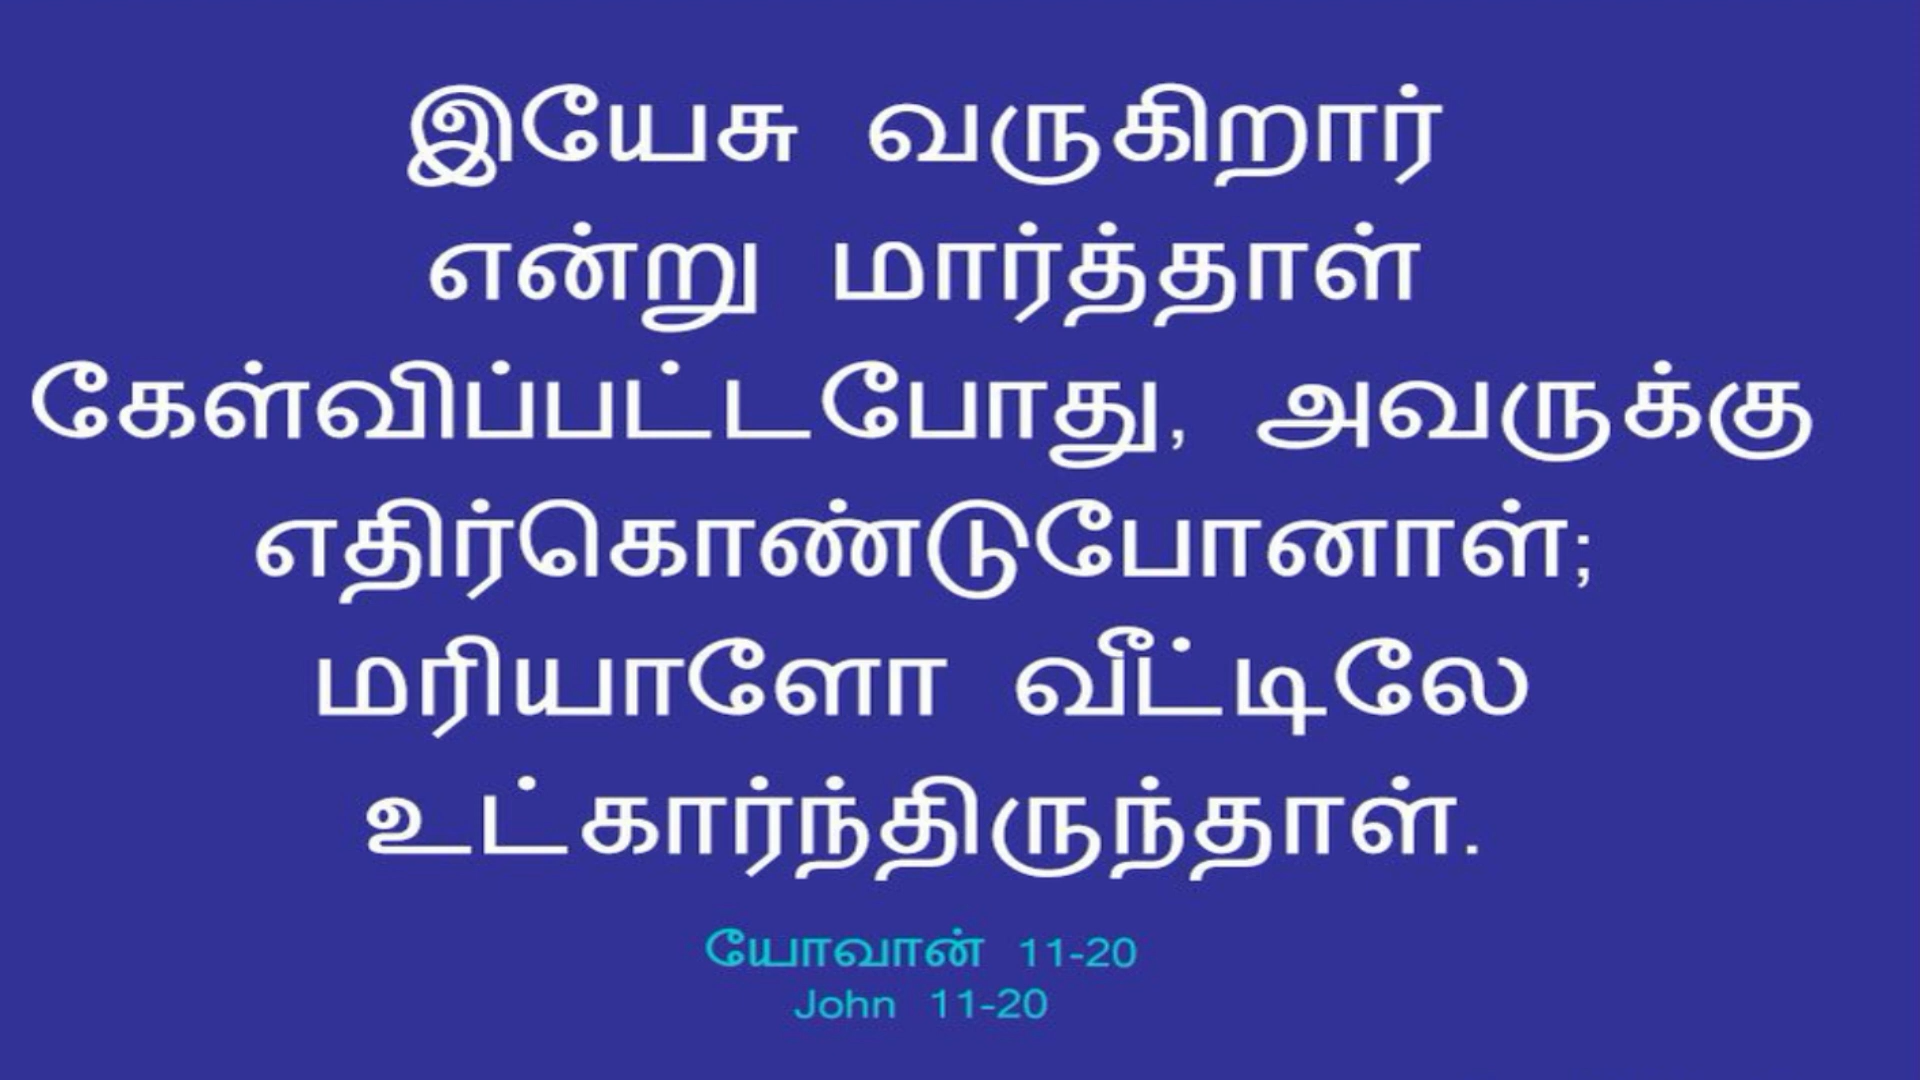 இயேசு வருகிறார்
என்று மார்த்தாள்
கேள்விப்பட்டபோது, அவருக்கு
எதிர்கொண்டுபோனாள்;
மரியாளோ வீட்டிலே
உட்கார்ந்திருந்தாள்.
யோவான் 11-20
John 11-20